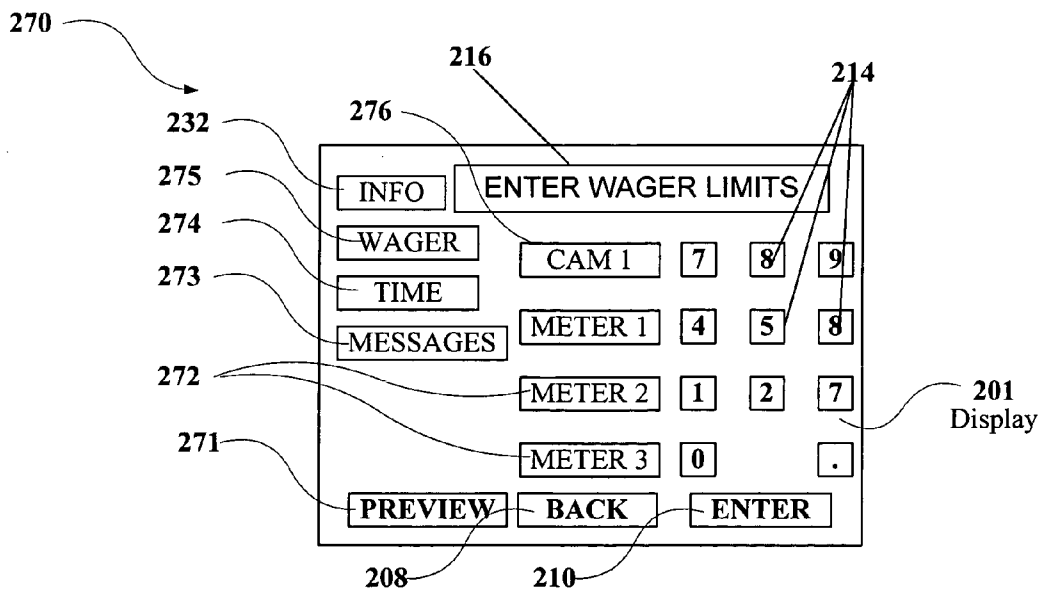 270
216
214
276
232
INFO
ENTER WAGER LIMITS
275
WAGER
CAM 1 7 8 9
274
TIME
273
METER 1 4 5 8
MESSAGES
272
METER 2 1 2 7
201
Display
271
METER 3 0 .
PREVIEW BACK ENTER
208 210